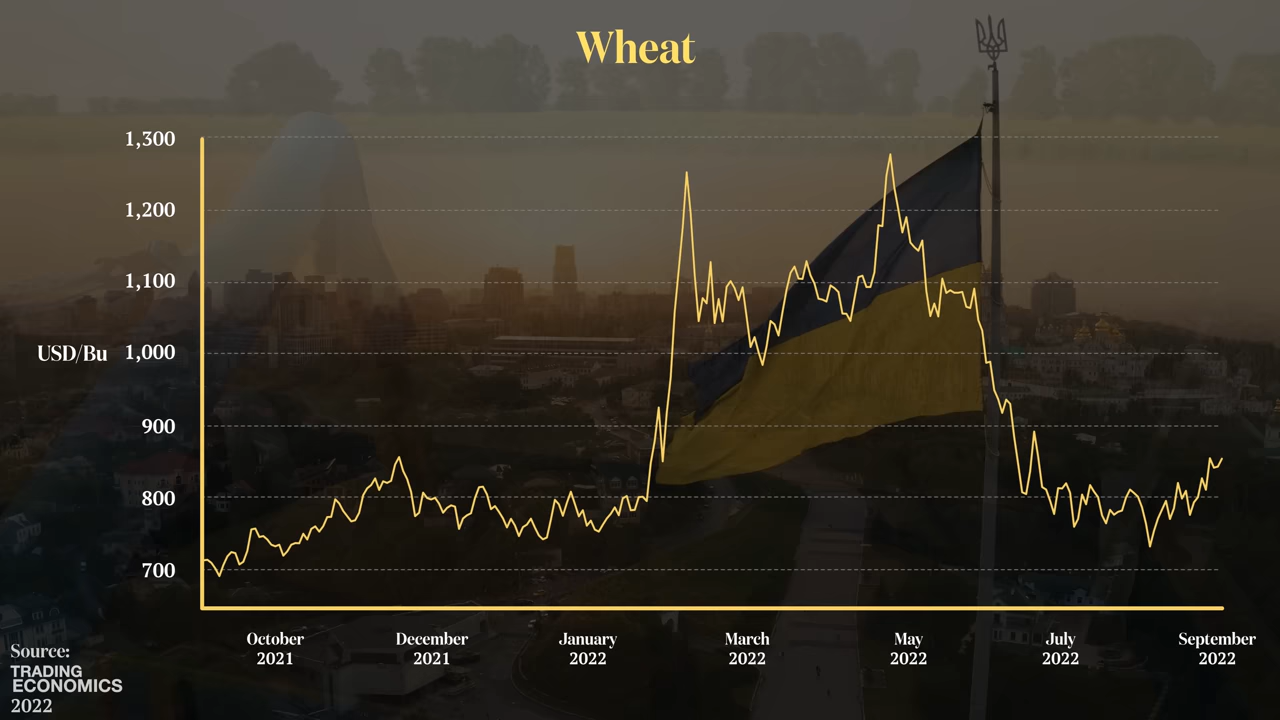 Wheat
1,300
1,200
1,100
USD/Bu 1,000
900
800
700
October
2021
December
2021
January
2022
March
2022
May
2022
July
2022
September
2022
Source:
TRADING
ECONOMICS
2022